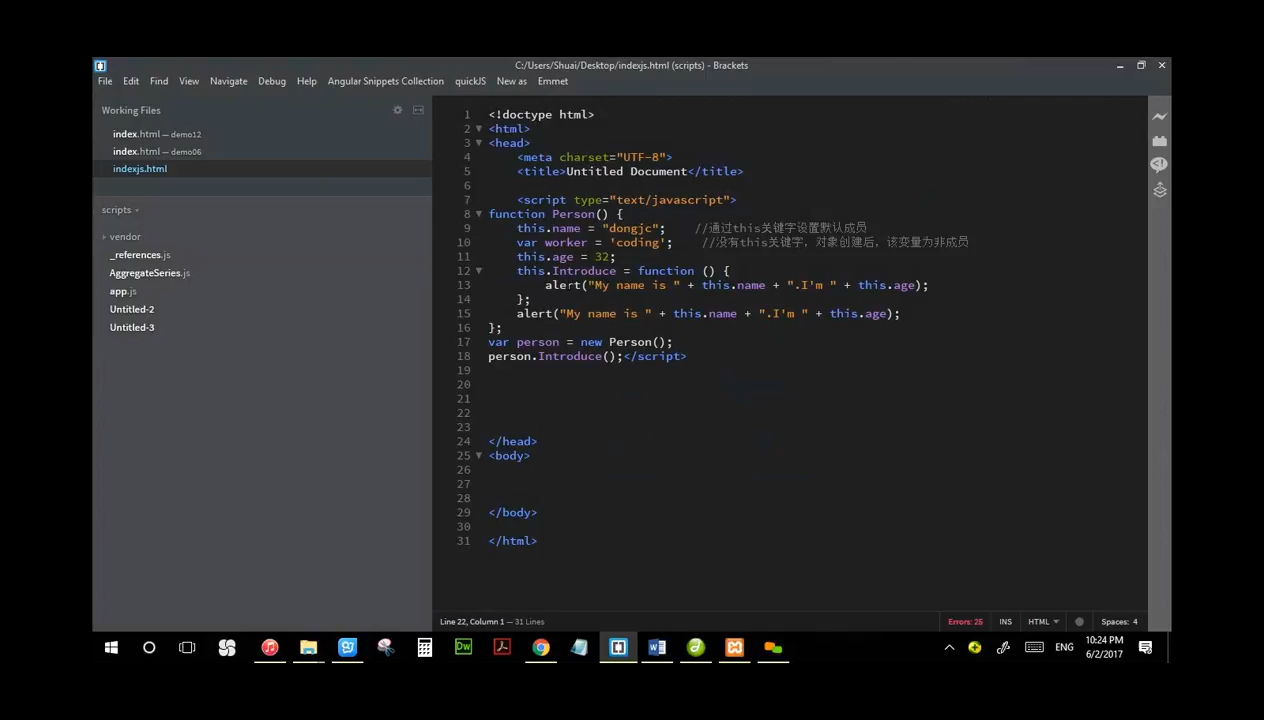 C:/Users/Shuai/Desktop/indexjs.html (scripts) - Brackets
File Edit Find View Navigate Debug Help Angular Snippets Collection quickJS New as Emmet
Working Files
index.html — demo12
index.html — demo06
indexjs.html
scripts
vendor
_references.js
AggregateSeries.js
app.js
Untitled-2
Untitled-3
1 <!doctype html>
2 <html>
3 <head>
4 <meta charset="UTF-8">
5 <title>Untitled Document</title>
6
7 <script type="text/javascript">
8 function Person() {
9 this.name = "dongjc"; //通过this关键字设置默认成员
10 var worker = 'coding'; //没有this关键字，对象创建后，该变量为非成员
11 this.age = 32;
12 this.Introduce = function () {
13 alert("My name is " + this.name + ".I'm " + this.age);
14 };
15 alert("My name is " + this.name + ".I'm " + this.age);
16 };
17 var person = new Person();
18 person.Introduce();</script>
19
20
21
22
23
24 </head>
25 <body>
26
27
28
29 </body>
30
31 </html>
Line 22, Column 1 — 31 Lines
Errors: 25 INS HTML Spaces: 4
Dw
ENG
10:24 PM
6/2/2017